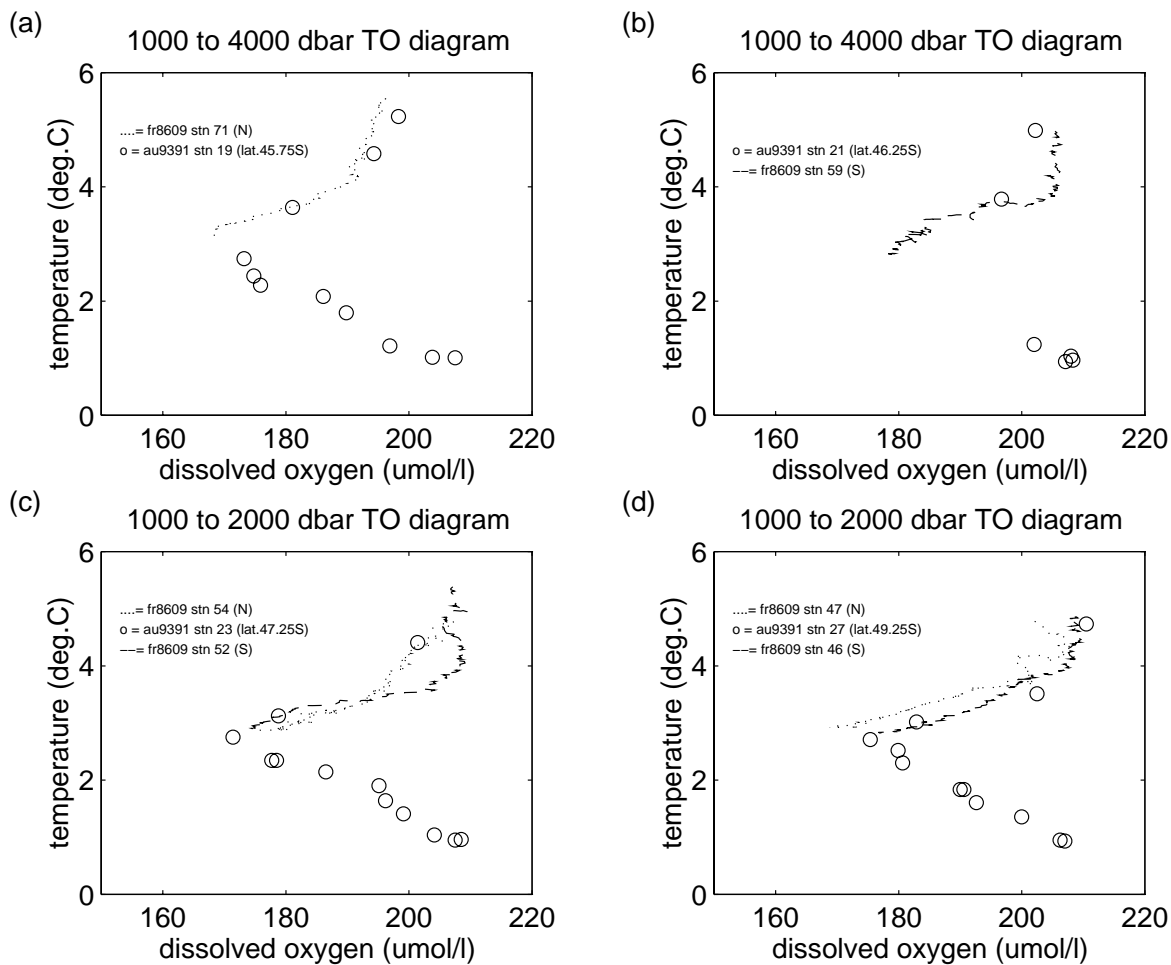 (a)
1000 to 4000 dbar TO diagram
6
4
2
0
temperature (deg.C)
....= fr8609 stn 71 (N)
o = au9391 stn 19 (lat.45.75S)
160 180 200 220
dissolved oxygen (umol/l)
(b)
1000 to 4000 dbar TO diagram
6
4
2
0
temperature (deg.C)
o = au9391 stn 21 (lat.46.25S)
−−= fr8609 stn 59 (S)
160 180 200 220
dissolved oxygen (umol/l)
(c)
1000 to 2000 dbar TO diagram
6
4
2
0
temperature (deg.C)
....= fr8609 stn 54 (N)
o = au9391 stn 23 (lat.47.25S)
−−= fr8609 stn 52 (S)
160 180 200 220
dissolved oxygen (umol/l)
(d)
1000 to 2000 dbar TO diagram
6
4
2
0
temperature (deg.C)
....= fr8609 stn 47 (N)
o = au9391 stn 27 (lat.49.25S)
−−= fr8609 stn 46 (S)
160 180 200 220
dissolved oxygen (umol/l)